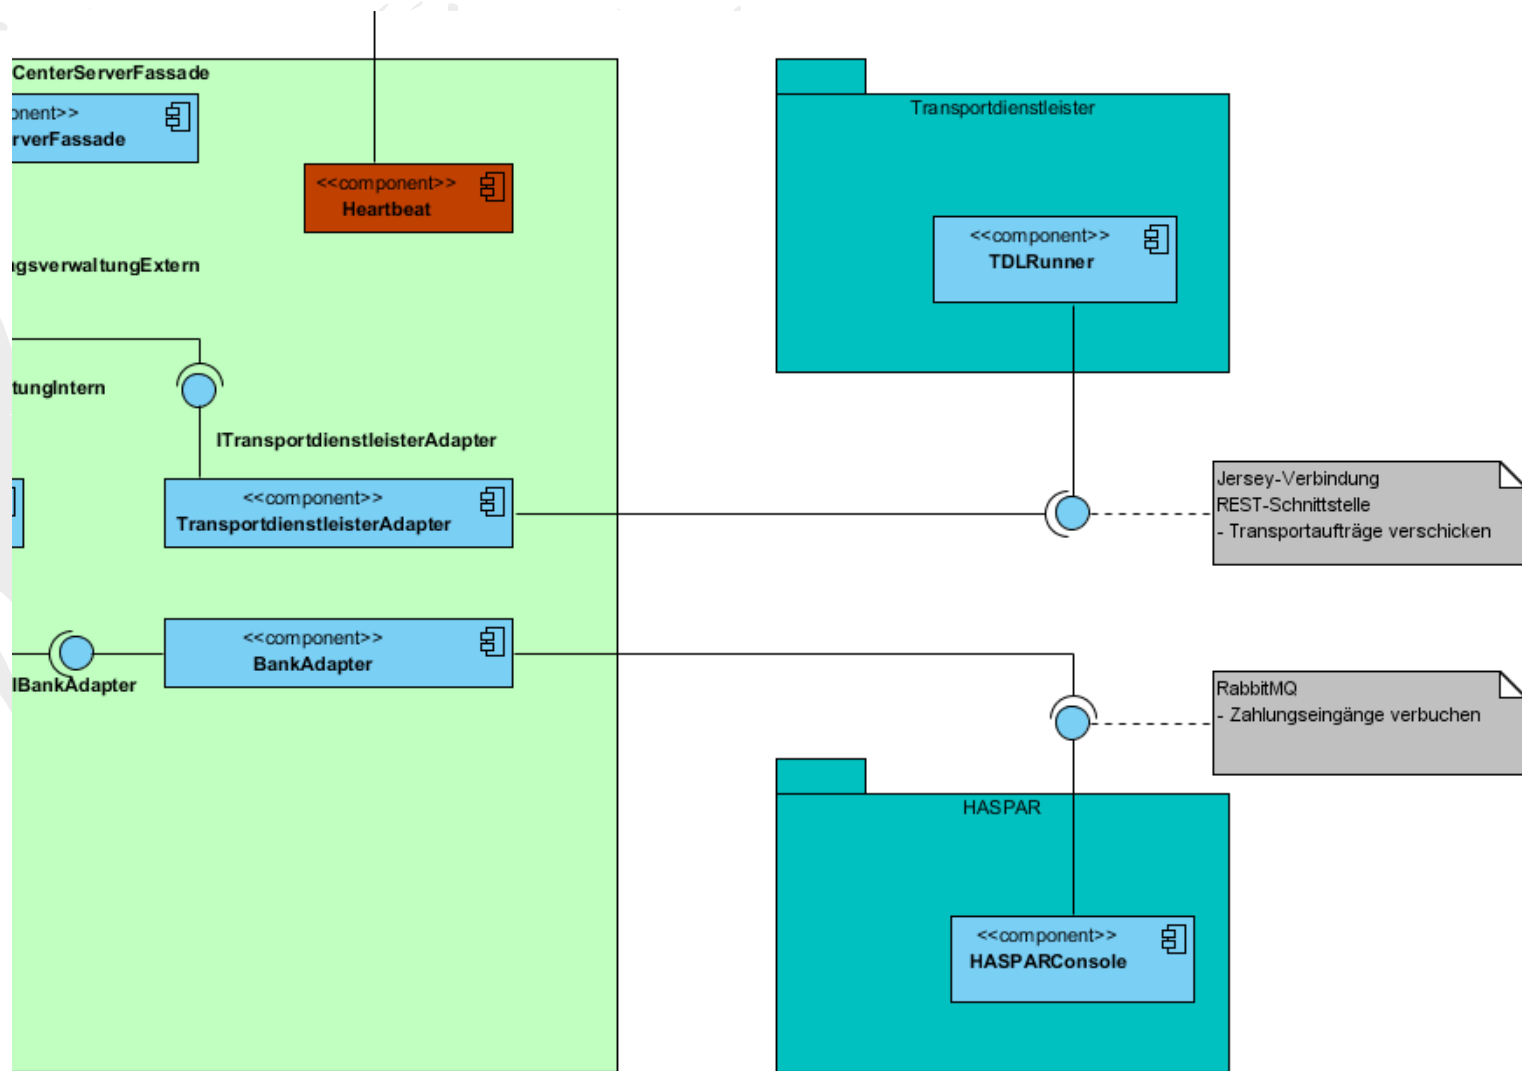 CenterServerFassade
onent>>
rverFassade
<<component>>
Heartbeat
Transportdienstleister
<<component>>
TDLRunner
gsverwaltungExtern
tungIntern
ITransportdienstleisterAdapter
<<component>>
TransportdienstleisterAdapter
Jersey-Verbindung
REST-Schnittstelle
- Transportaufträge verschicken
<<component>>
BankAdapter
IBankAdapter
RabbitMQ
- Zahlungseingänge verbuchen
HASPAR
<<component>>
HASPARConsole